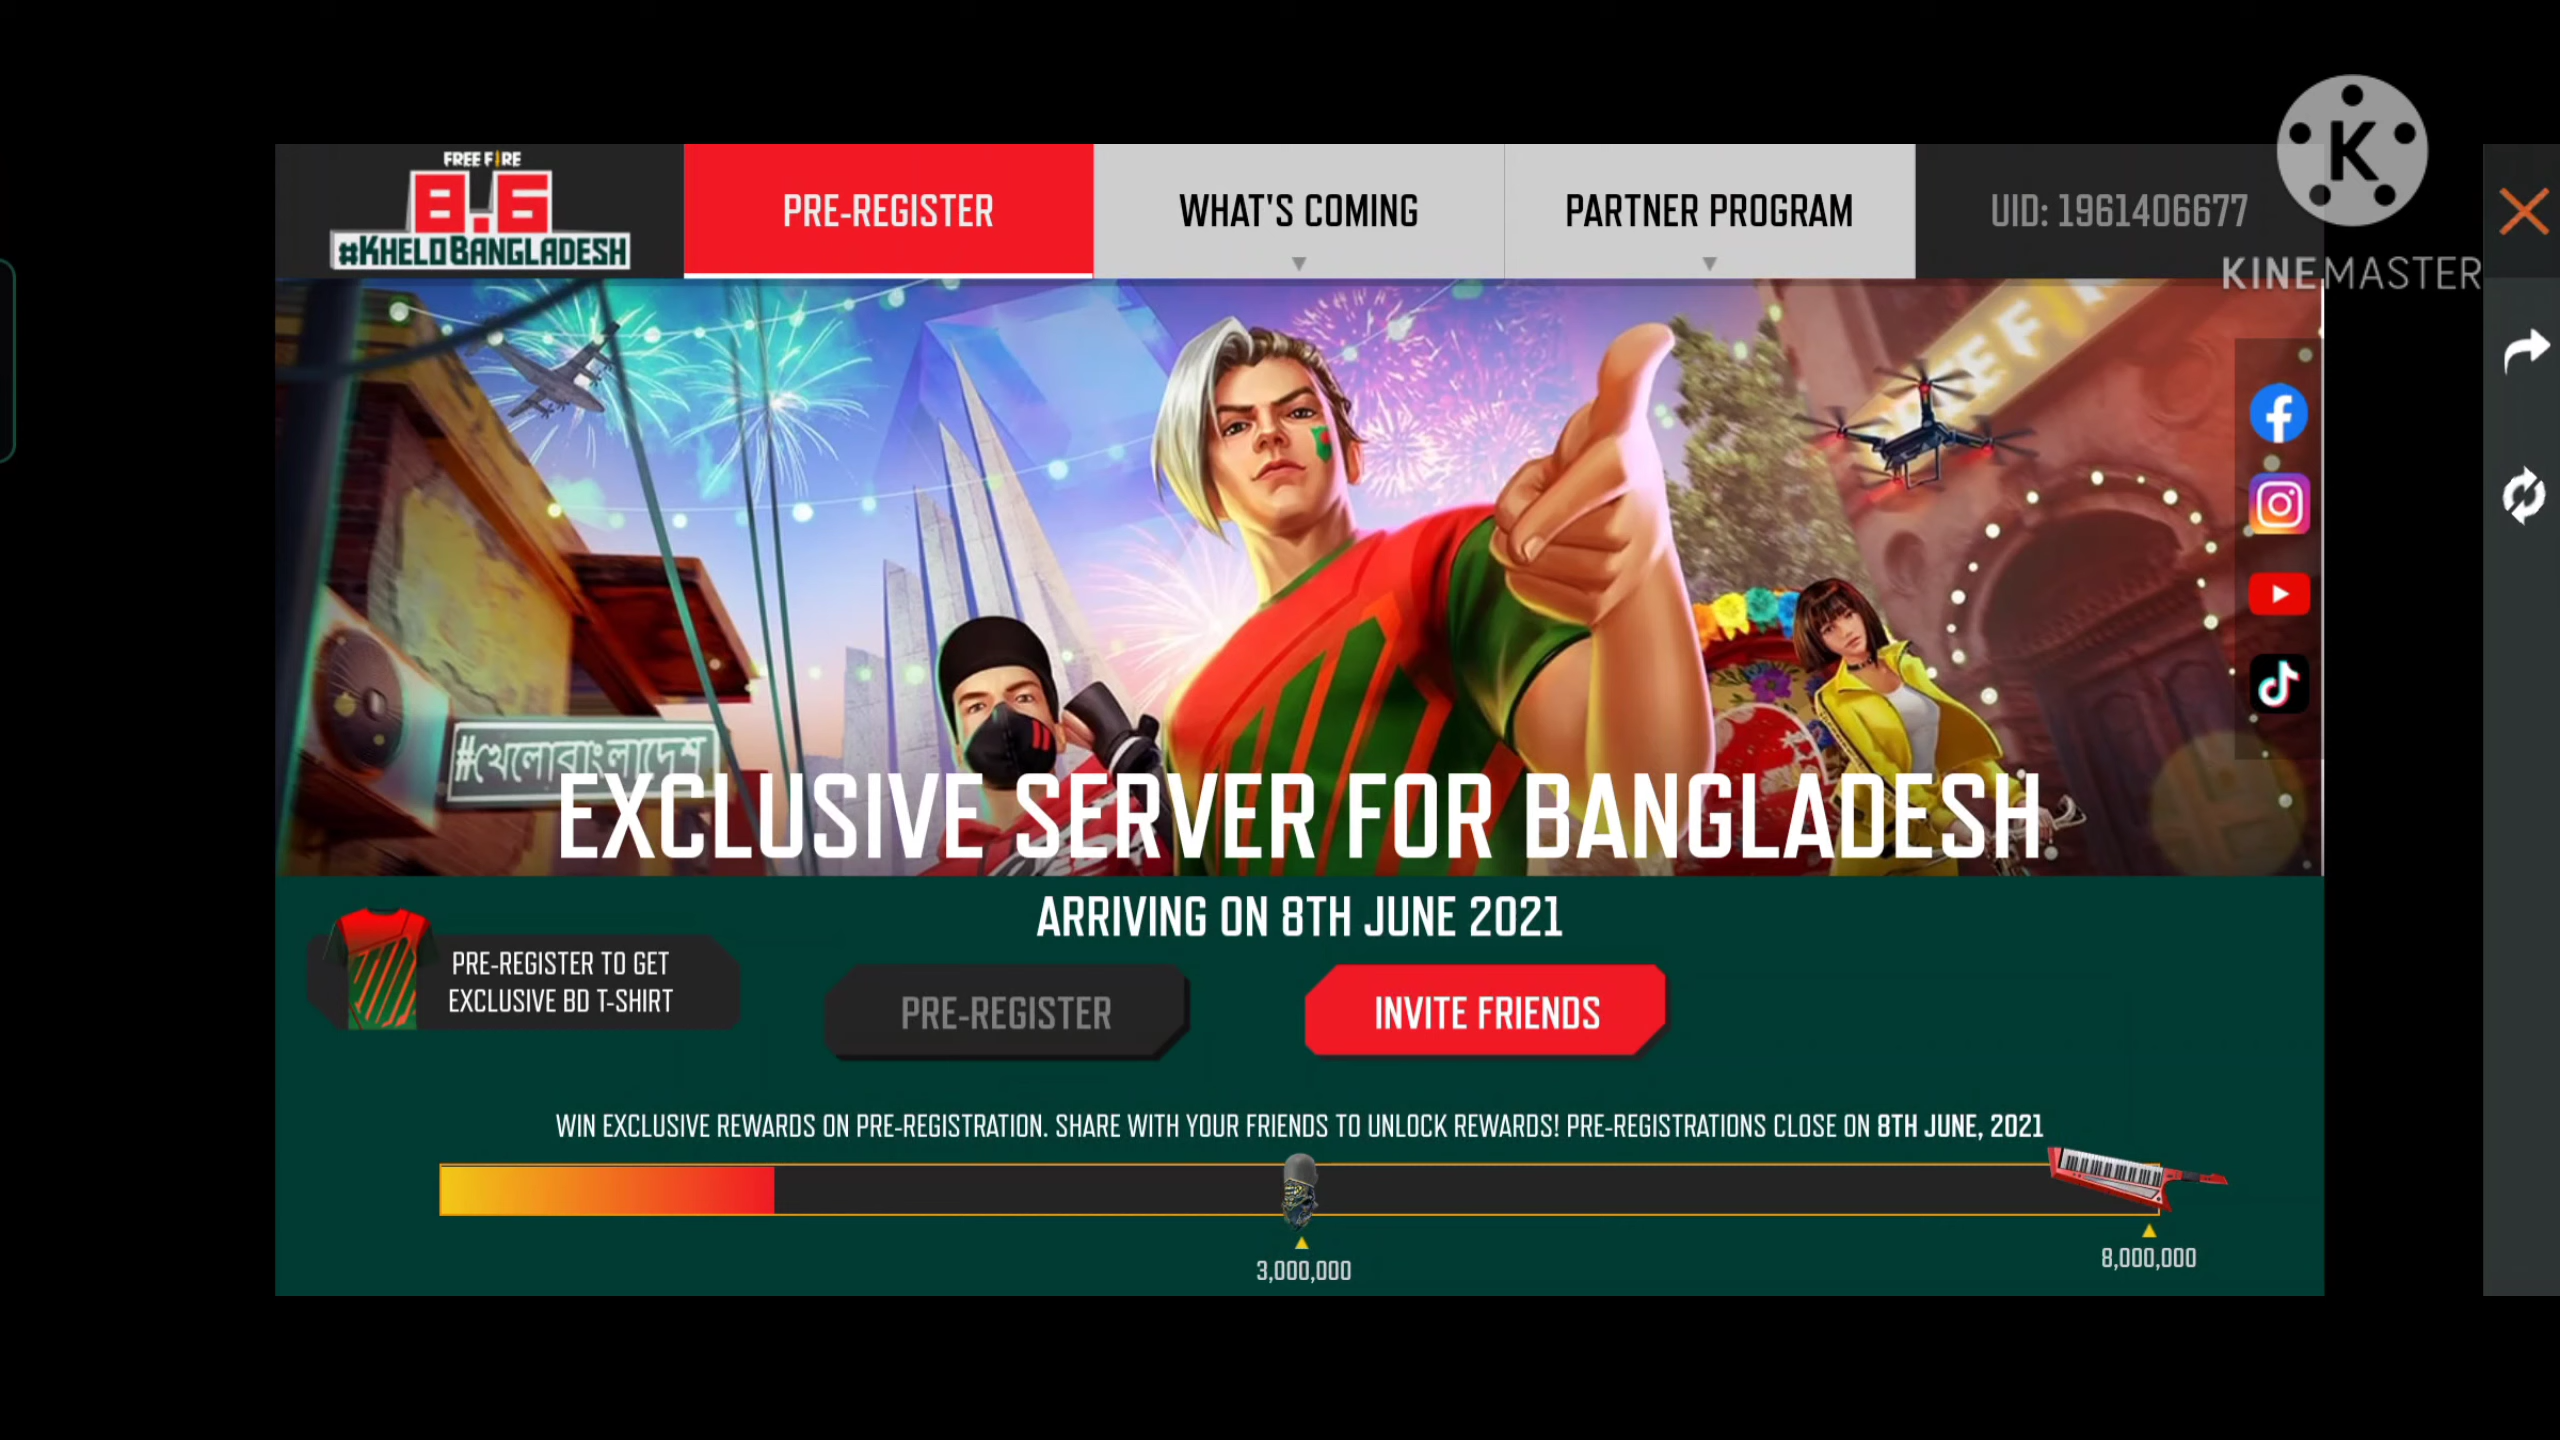 FREE FIRE
8.6
#KHELOBANGLADESH
PRE-REGISTER
WHAT'S COMING
PARTNER PROGRAM
UID: 1961406677
K
KINEMASTER
#খেলোবাংলাদেশ
EXCLUSIVE SERVER FOR BANGLADESH
ARRIVING ON 8TH JUNE 2021
PRE-REGISTER TO GET
EXCLUSIVE BD T-SHIRT
PRE-REGISTER
INVITE FRIENDS
WIN EXCLUSIVE REWARDS ON PRE-REGISTRATION. SHARE WITH YOUR FRIENDS TO UNLOCK REWARDS! PRE-REGISTRATIONS CLOSE ON 8TH JUNE, 2021
3,000,000
8,000,000